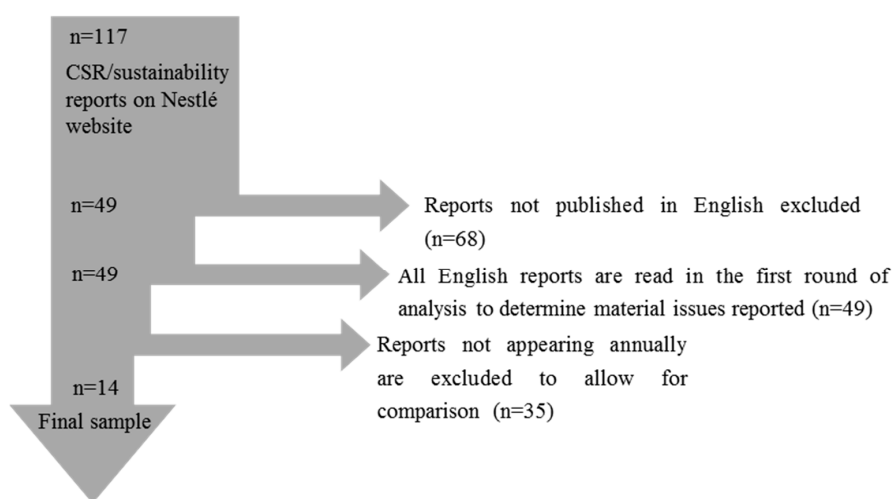 n=117
CSR/sustainability
reports on Nestlé
website
n=49
Reports not published in English excluded
(n=68)
n=49
All English reports are read in the first round of
analysis to determine material issues reported (n=49)
Reports not appearing annually
are excluded to allow for
comparison (n=35)
n=14
Final sample